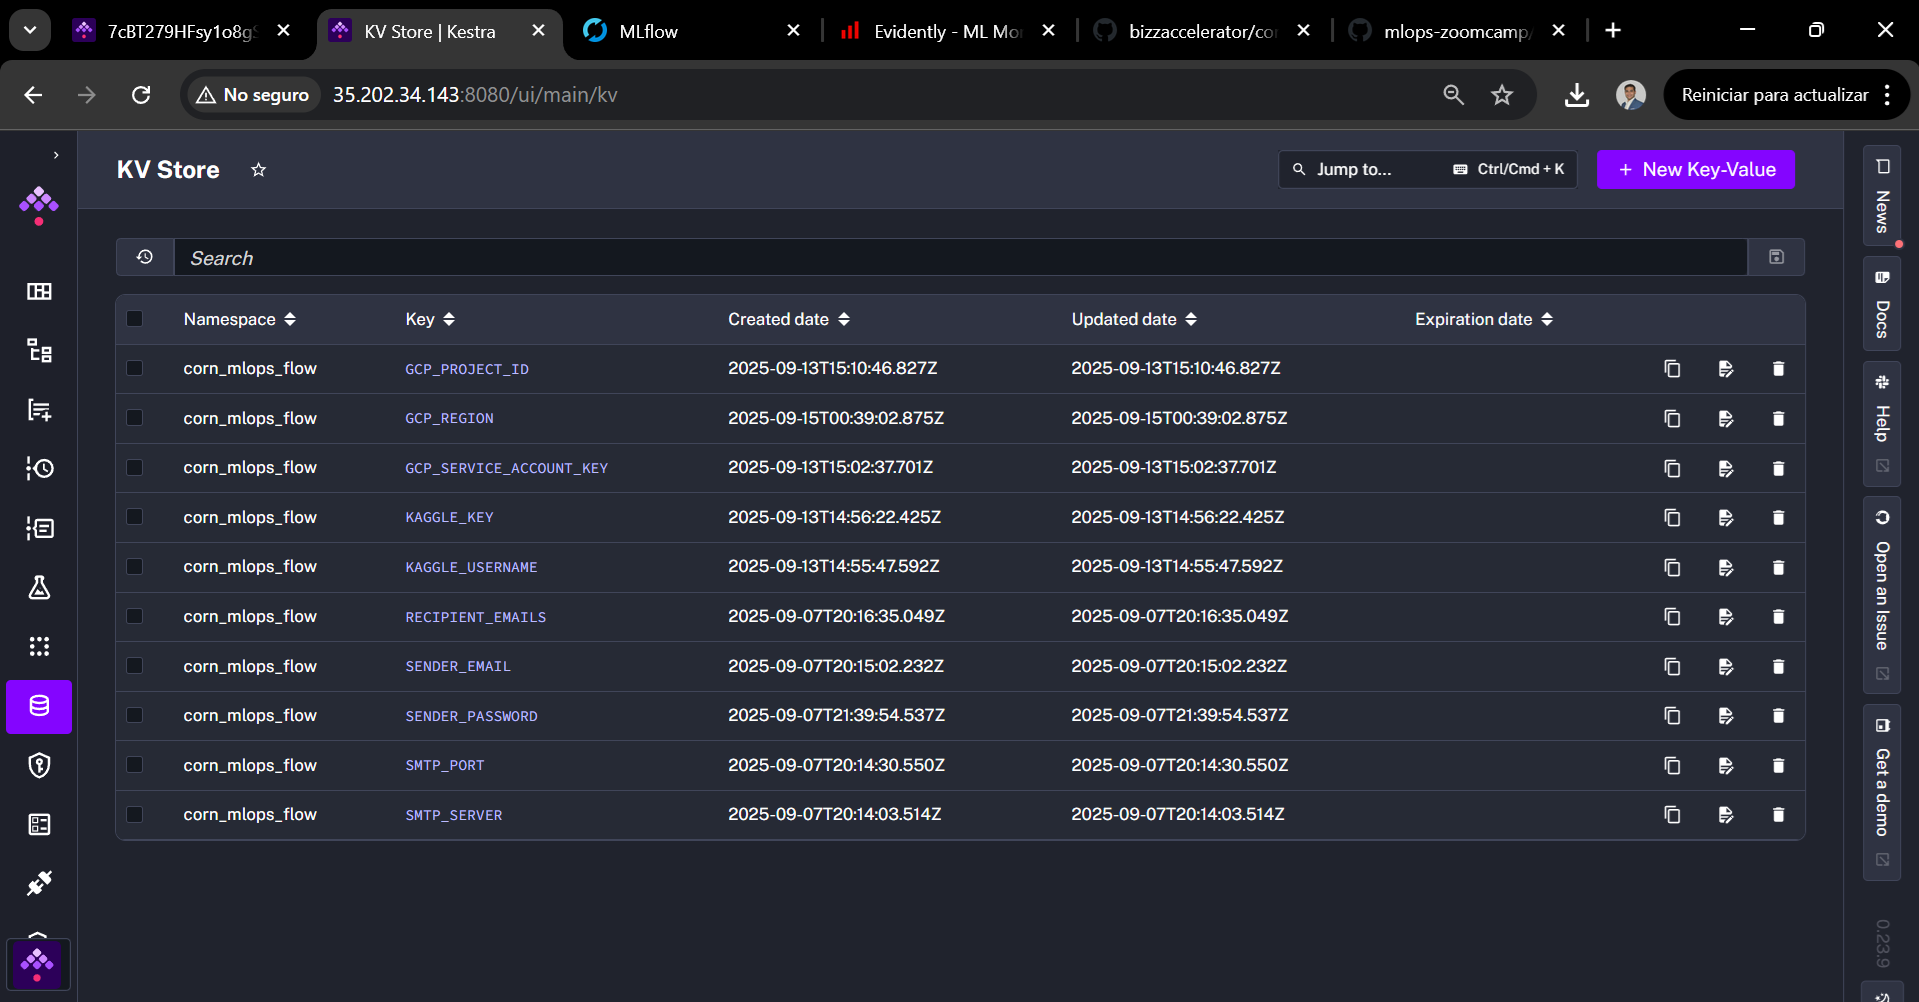 7cBT279HFsy1o8g
KV Store | Kestra
MLflow
Evidently - ML Mo
bizzaccelerator/co
mlops-zoomcamp/
No seguro
35.202.34.143:8080/ui/main/kv
Reiniciar para actualizar
KV Store
Jump to...
Ctrl/Cmd + K
+ New Key-Value
Search
Namespace Key Created date Updated date Expiration date
corn_mlops_flow GCP_PROJECT_ID 2025-09-13T15:10:46.827Z 2025-09-13T15:10:46.827Z
corn_mlops_flow GCP_REGION 2025-09-15T00:39:02.875Z 2025-09-15T00:39:02.875Z
corn_mlops_flow GCP_SERVICE_ACCOUNT_KEY 2025-09-13T15:02:37.701Z 2025-09-13T15:02:37.701Z
corn_mlops_flow KAGGLE_KEY 2025-09-13T14:56:22.425Z 2025-09-13T14:56:22.425Z
corn_mlops_flow KAGGLE_USERNAME 2025-09-13T14:55:47.592Z 2025-09-13T14:55:47.592Z
corn_mlops_flow RECIPIENT_EMAILS 2025-09-07T20:16:35.049Z 2025-09-07T20:16:35.049Z
corn_mlops_flow SENDER_EMAIL 2025-09-07T20:15:02.232Z 2025-09-07T20:15:02.232Z
corn_mlops_flow SENDER_PASSWORD 2025-09-07T21:39:54.537Z 2025-09-07T21:39:54.537Z
corn_mlops_flow SMTP_PORT 2025-09-07T20:14:30.550Z 2025-09-07T20:14:30.550Z
corn_mlops_flow SMTP_SERVER 2025-09-07T20:14:03.514Z 2025-09-07T20:14:03.514Z
News
Docs
Help
Open an Issue
Get a demo
0.23.9